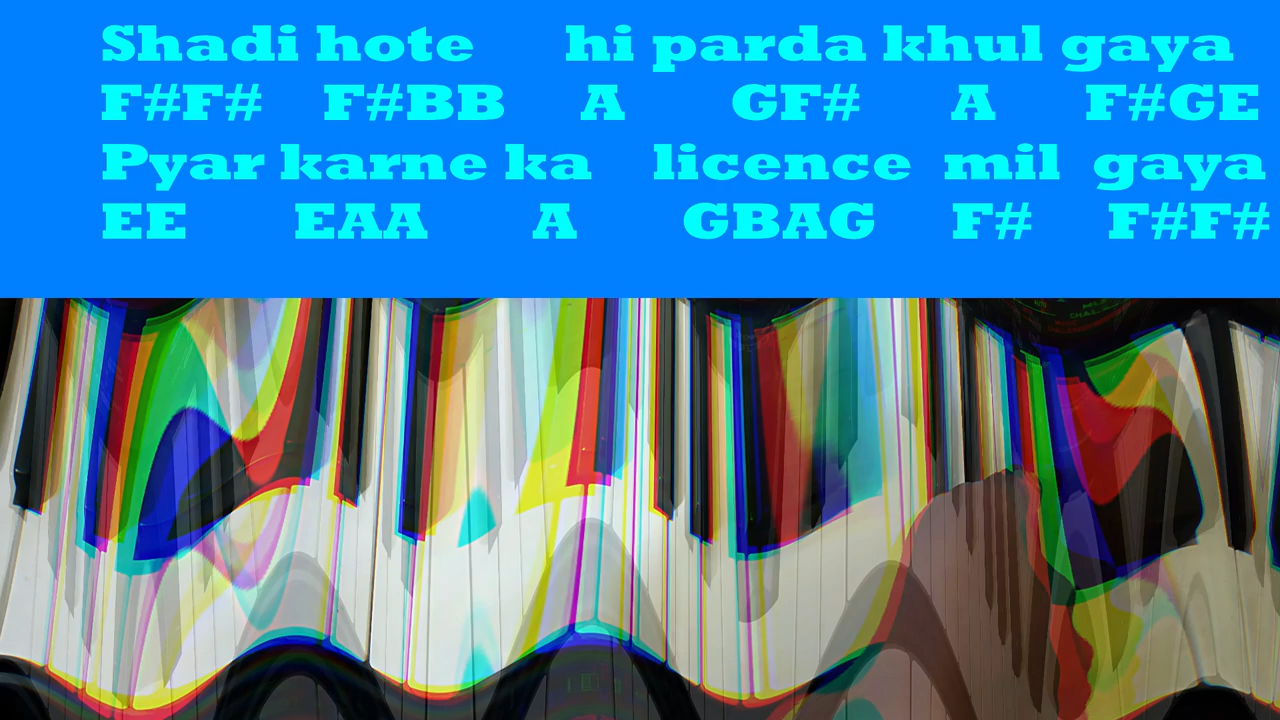 Shadi hote hi parda khul gaya
F#F# F#BB A GF# A F#GE
Pyar karne ka licence mil gaya
EE EAA A GBAG F# F#F#